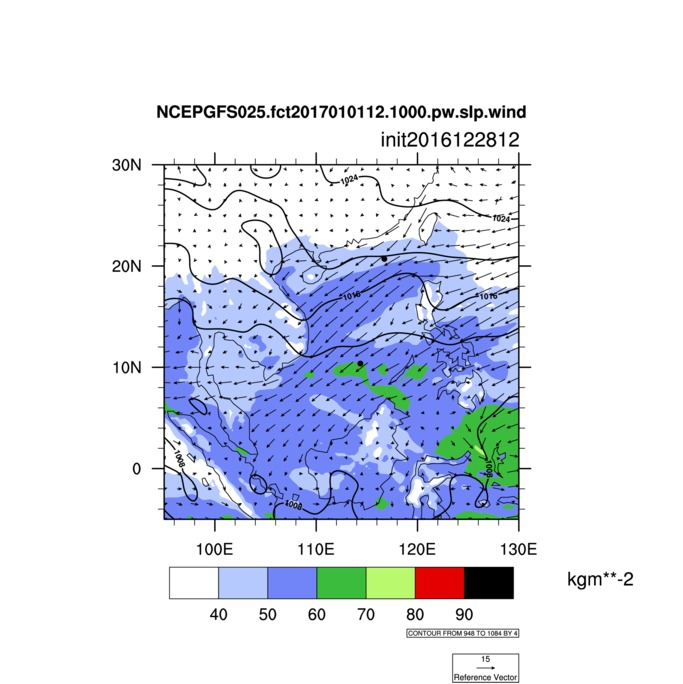 NCEPGFS025.fct2017010112.1000.pw.slp.wind
init2016122812
30N
1024
1024
20N
1016
1016
10N
0
1008
1008
1008
100E 110E 120E 130E
kgm**-2
40 50 60 70 80 90
CONTOUR FROM 948 TO 1084 BY 4
15
Reference Vector